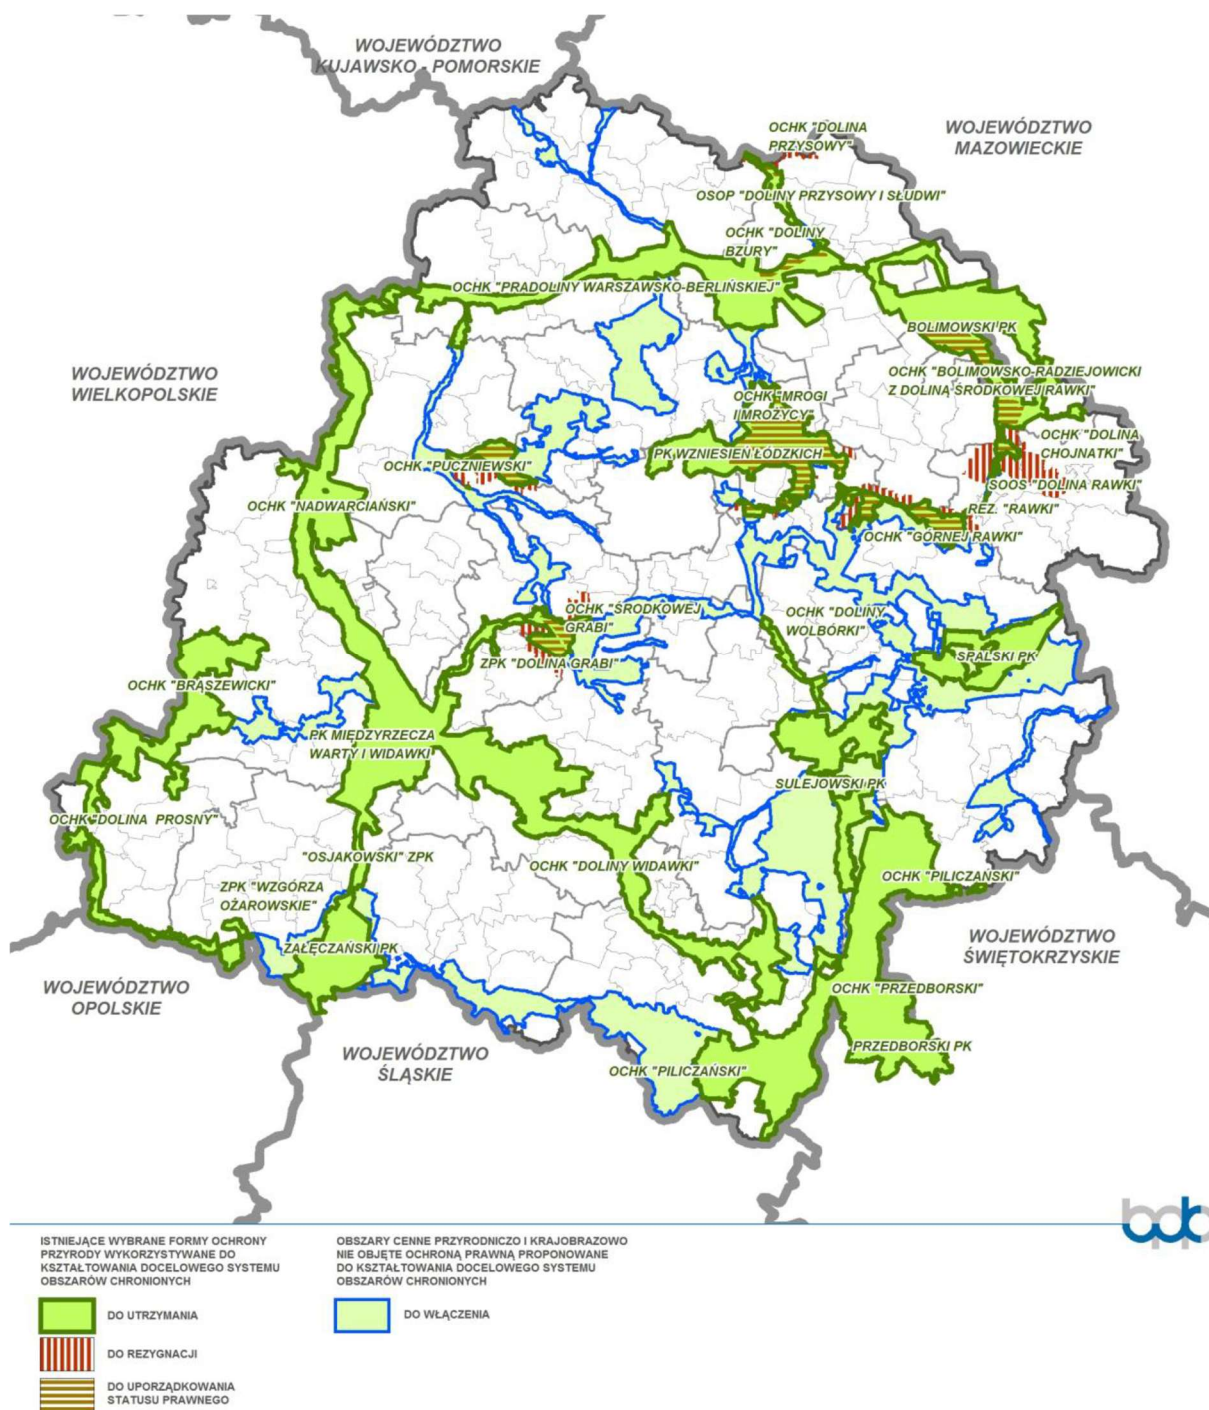 WOJEWÓDZTWO
KUJAWSKO - POMORSKIE
OCHK "DOLINA
PRZYSOWY"
WOJEWÓDZTWO
MAZOWIECKIE
OSOP "DOLINY PRZYSOWY I SŁUDWI"
OCHK "DOLINY
BZURY"
OCHK "PRADOLINY WARSZAWSKO-BERLIŃSKIEJ"
BOLIMOWSKI PK
WOJEWÓDZTWO
WIELKOPOLSKIE
OCHK "BOLIMOWSKO-RADZIEJOWICKI
Z DOLINĄ ŚRODKOWEJ RAWKI"
OCHK "MROGI
I MROŻYCY"
OCHK "DOLINA
CHOJNATKI"
PK WZNIESIEŃ ŁÓDZKICH
OCHK "PUCZNIEWSKI"
SOOS "DOLINA RAWKI"
OCHK "NADWARCIAŃSKI"
REZ. "RAWKI"
OCHK "GÓRNEJ RAWKI"
OCHK "ŚRODKOWEJ
GRABI"
OCHK "DOLINY
WOLBÓRKI"
ZPK "DOLINA GRABI"
SPALSKI PK
OCHK "BRĄSZEWICKI"
PK MIĘDZYRZECZA
WARTY I WIDAWKI
SULEJOWSKI PK
OCHK "DOLINA PROSNY"
"OSJAKOWSKI" ZPK
OCHK "DOLINY WIDAWKI"
OCHK "PILICZAŃSKI"
ZPK "WZGÓRZA
OŻAROWSKIE"
ZAŁĘCZAŃSKI PK
WOJEWÓDZTWO
ŚWIĘTOKRZYSKIE
WOJEWÓDZTWO
OPOLSKIE
OCHK "PRZEDBORSKI"
PRZEDBORSKI PK
WOJEWÓDZTWO
ŚLĄSKIE
OCHK "PILICZAŃSKI"
bpp
ISTNIEJĄCE WYBRANE FORMY OCHRONY
PRZYRODY WYKORZYSTYWANE DO
KSZTAŁTOWANIA DOCELOWEGO SYSTEMU
OBSZARÓW CHRONIONYCH
DO UTRZYMANIA
DO REZYGNACJI
DO UPORZĄDKOWANIA
STATUSU PRAWNEGO
OBSZARY CENNE PRZYRODNICZO I KRAJOBRAZOWO
NIE OBJĘTE OCHRONĄ PRAWNĄ PROPONOWANE
DO KSZTAŁTOWANIA DOCELOWEGO SYSTEMU
OBSZARÓW CHRONIONYCH
DO WŁĄCZENIA